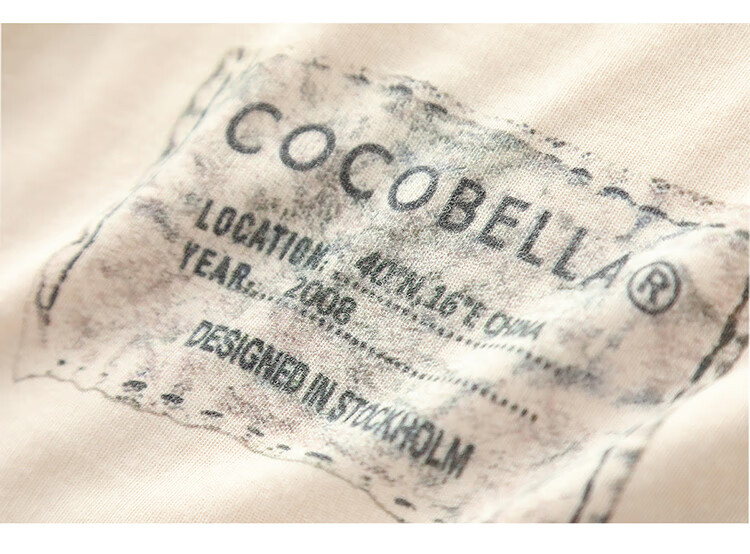 COCOBELLA®
LOCATION: 40°N,16°E CHINA
YEAR: 2008
DESIGNED IN STOCKHOLM